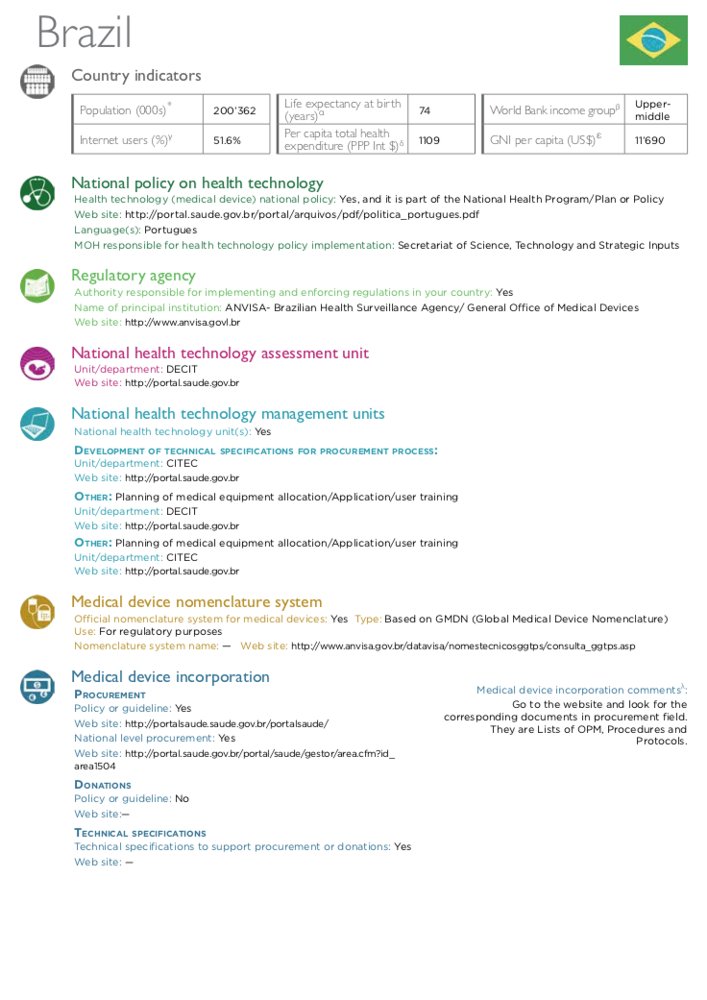 Brazil
Country indicators
Population (000s)* 200'362
Life expectancy at birth (years)α 74
World Bank income groupβ Upper-middle
Internet users (%)γ 51.6%
Per capita total health expenditure (PPP Int $)δ 1109
GNI per capita (US$)ε 11'690
National policy on health technology
Health technology (medical device) national policy: Yes, and it is part of the National Health Program/Plan or Policy
Web site: http://portal.saude.gov.br/portal/arquivos/pdf/politica_portugues.pdf
Language(s): Portugues
MOH responsible for health technology policy implementation: Secretariat of Science, Technology and Strategic Inputs
Regulatory agency
Authority responsible for implementing and enforcing regulations in your country: Yes
Name of principal institution: ANVISA- Brazilian Health Surveillance Agency/ General Office of Medical Devices
Web site: http://www.anvisa.govl.br
National health technology assessment unit
Unit/department: DECIT
Web site: http://portal.saude.gov.br
National health technology management units
National health technology unit(s): Yes
Development of technical specifications for procurement process:
Unit/department: CITEC
Web site: http://portal.saude.gov.br
Other: Planning of medical equipment allocation/Application/user training
Unit/department: DECIT
Web site: http://portal.saude.gov.br
Other: Planning of medical equipment allocation/Application/user training
Unit/department: CITEC
Web site: http://portal.saude.gov.br
Medical device nomenclature system
Official nomenclature system for medical devices: Yes Type: Based on GMDN (Global Medical Device Nomenclature)
Use: For regulatory purposes
Nomenclature system name: — Web site: http://www.anvisa.gov.br/datavisa/nomestecnicosggtps/consulta_ggtps.asp
Medical device incorporation
Procurement
Policy or guideline: Yes
Web site: http://portalsaude.saude.gov.br/portalsaude/
National level procurement: Yes
Web site: http://portal.saude.gov.br/portal/saude/gestor/area.cfm?id_
area1504
Donations
Policy or guideline: No
Web site:—
Technical specifications
Technical specifications to support procurement or donations: Yes
Web site: —
Medical device incorporation commentsλ:
Go to the website and look for the
corresponding documents in procurement field.
They are Lists of OPM, Procedures and
Protocols.